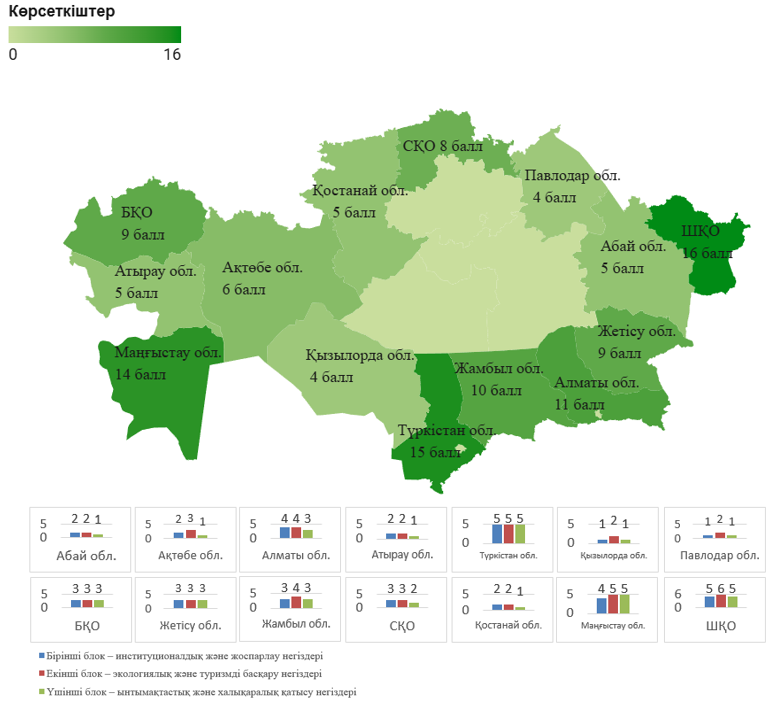 Көрсеткіштер
0 16
СҚО 8 балл
Павлодар обл.
4 балл
Қостанай обл.
5 балл
БҚО
9 балл
ШҚО
16 балл
Абай обл.
5 балл
Атырау обл.
5 балл
Ақтөбе обл.
6 балл
Жетісу обл.
9 балл
Маңғыстау обл.
14 балл
Қызылорда обл.
4 балл
Жамбыл обл.
10 балл
Алматы обл.
11 балл
Түркістан обл.
15 балл
5 0 2 2 1
Абай обл.
5 0 2 3 1
Ақтөбе обл.
5 0 4 4 3
Алматы обл.
5 0 2 2 1
Атырау обл.
5 0 5 5 5
Түркістан обл.
5 0 1 2 1
Қызылорда обл.
5 0 1 2 1
Павлодар обл.
5 0 3 3 3
БҚО
5 0 3 3 3
Жетісу обл.
5 0 3 4 3
Жамбыл обл.
5 0 3 3 2
СҚО
5 0 2 2 1
Қостанай обл.
5 0 4 5 5
Маңғыстау обл.
6 0 5 6 5
ШҚО
Бірінші блок – институционалдық және жоспарлау негіздері
Екінші блок – экологиялық және туризмді басқару негіздері
Үшінші блок – ынтымақтастық және халықаралық қатысу негіздері